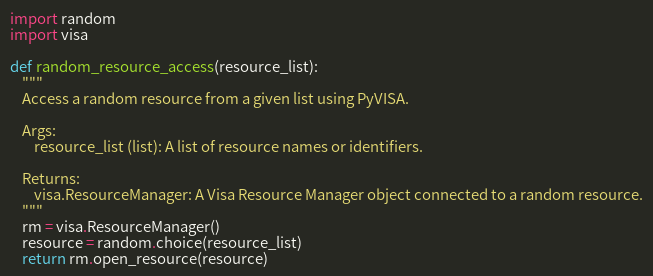 import random
import visa

def random_resource_access(resource_list):
    """
    Access a random resource from a given list using PyVISA.

    Args:
        resource_list (list): A list of resource names or identifiers.

    Returns:
        visa.ResourceManager: A Visa Resource Manager object connected to a random resource.
    """
    rm = visa.ResourceManager()
    resource = random.choice(resource_list)
    return rm.open_resource(resource)